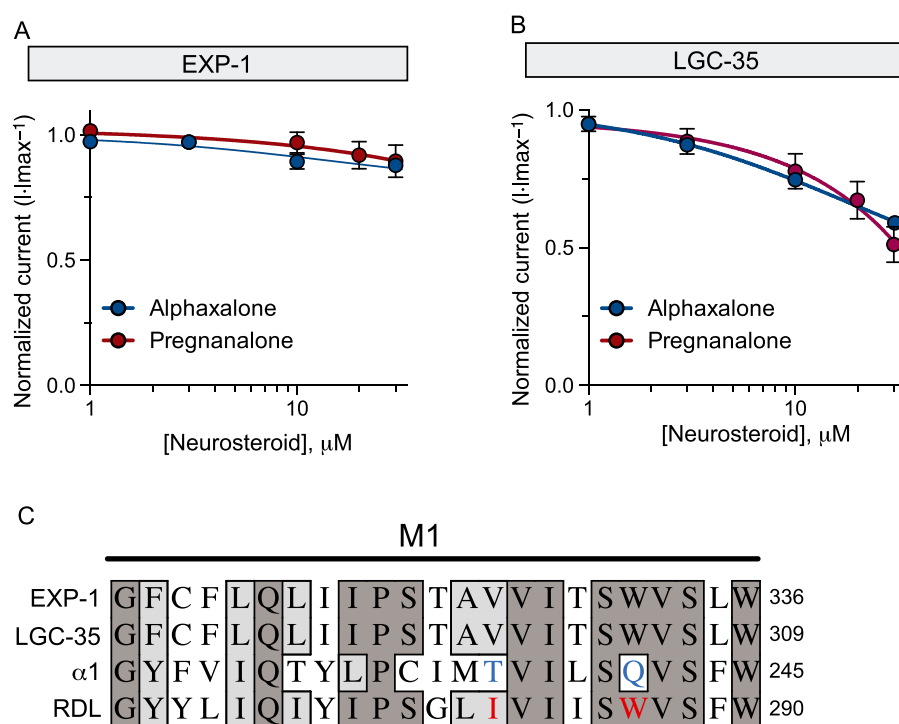 A
EXP-1
Normalized current (I·Imax⁻¹)
1.0
0.5
0.0
Alphaxalone
Pregnanalone
1
10
[Neurosteroid], μM
B
LGC-35
Normalized current (I·Imax⁻¹)
1.0
0.5
0.0
Alphaxalone
Pregnanalone
1
10
[Neurosteroid], μM
C
M1
EXP-1 G F C F L Q L I I P S T A V V I T S W V S L W 336
LGC-35 G F C F L Q L I I P S T A V V I T S W V S L W 309
α1 G Y F V I Q T Y L P C I M T V I L S Q V S F W 245
RDL G Y Y L I Q I Y I P S G L I V I I S W V S F W 290